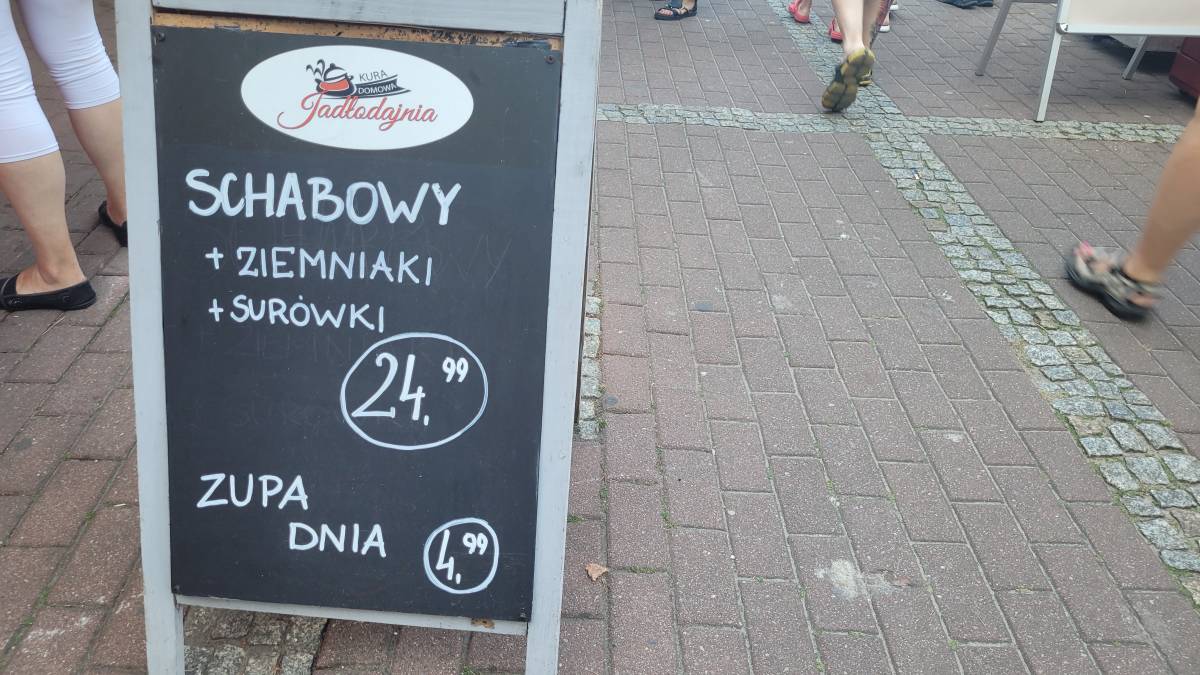 KURA
DOMOWA
Jadłodajnia
SCHABOWY
+ ZIEMNIAKI
+ SURÓWKI
24.99
ZUPA
DNIA
4.99